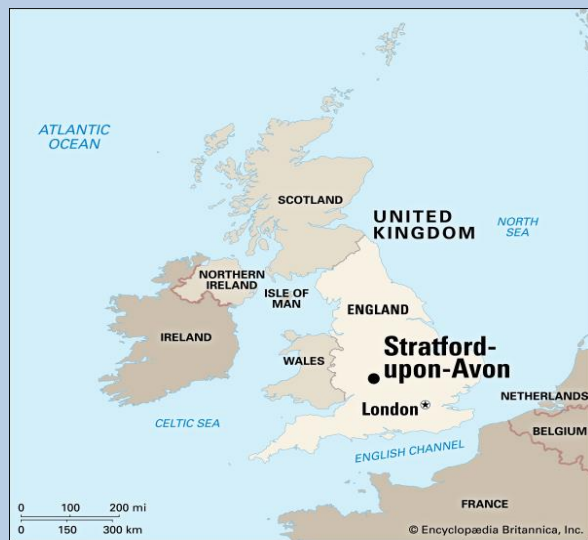 ATLANTIC
OCEAN
SCOTLAND
UNITED
KINGDOM
NORTH
SEA
NORTHERN
IRELAND
ISLE OF
MAN
ENGLAND
IRELAND
WALES
Stratford-
upon-Avon
London
NETHERLANDS
BELGIUM
CELTIC SEA
ENGLISH CHANNEL
FRANCE
0 100 200 mi
0 150 300 km
© Encyclopædia Britannica, Inc.